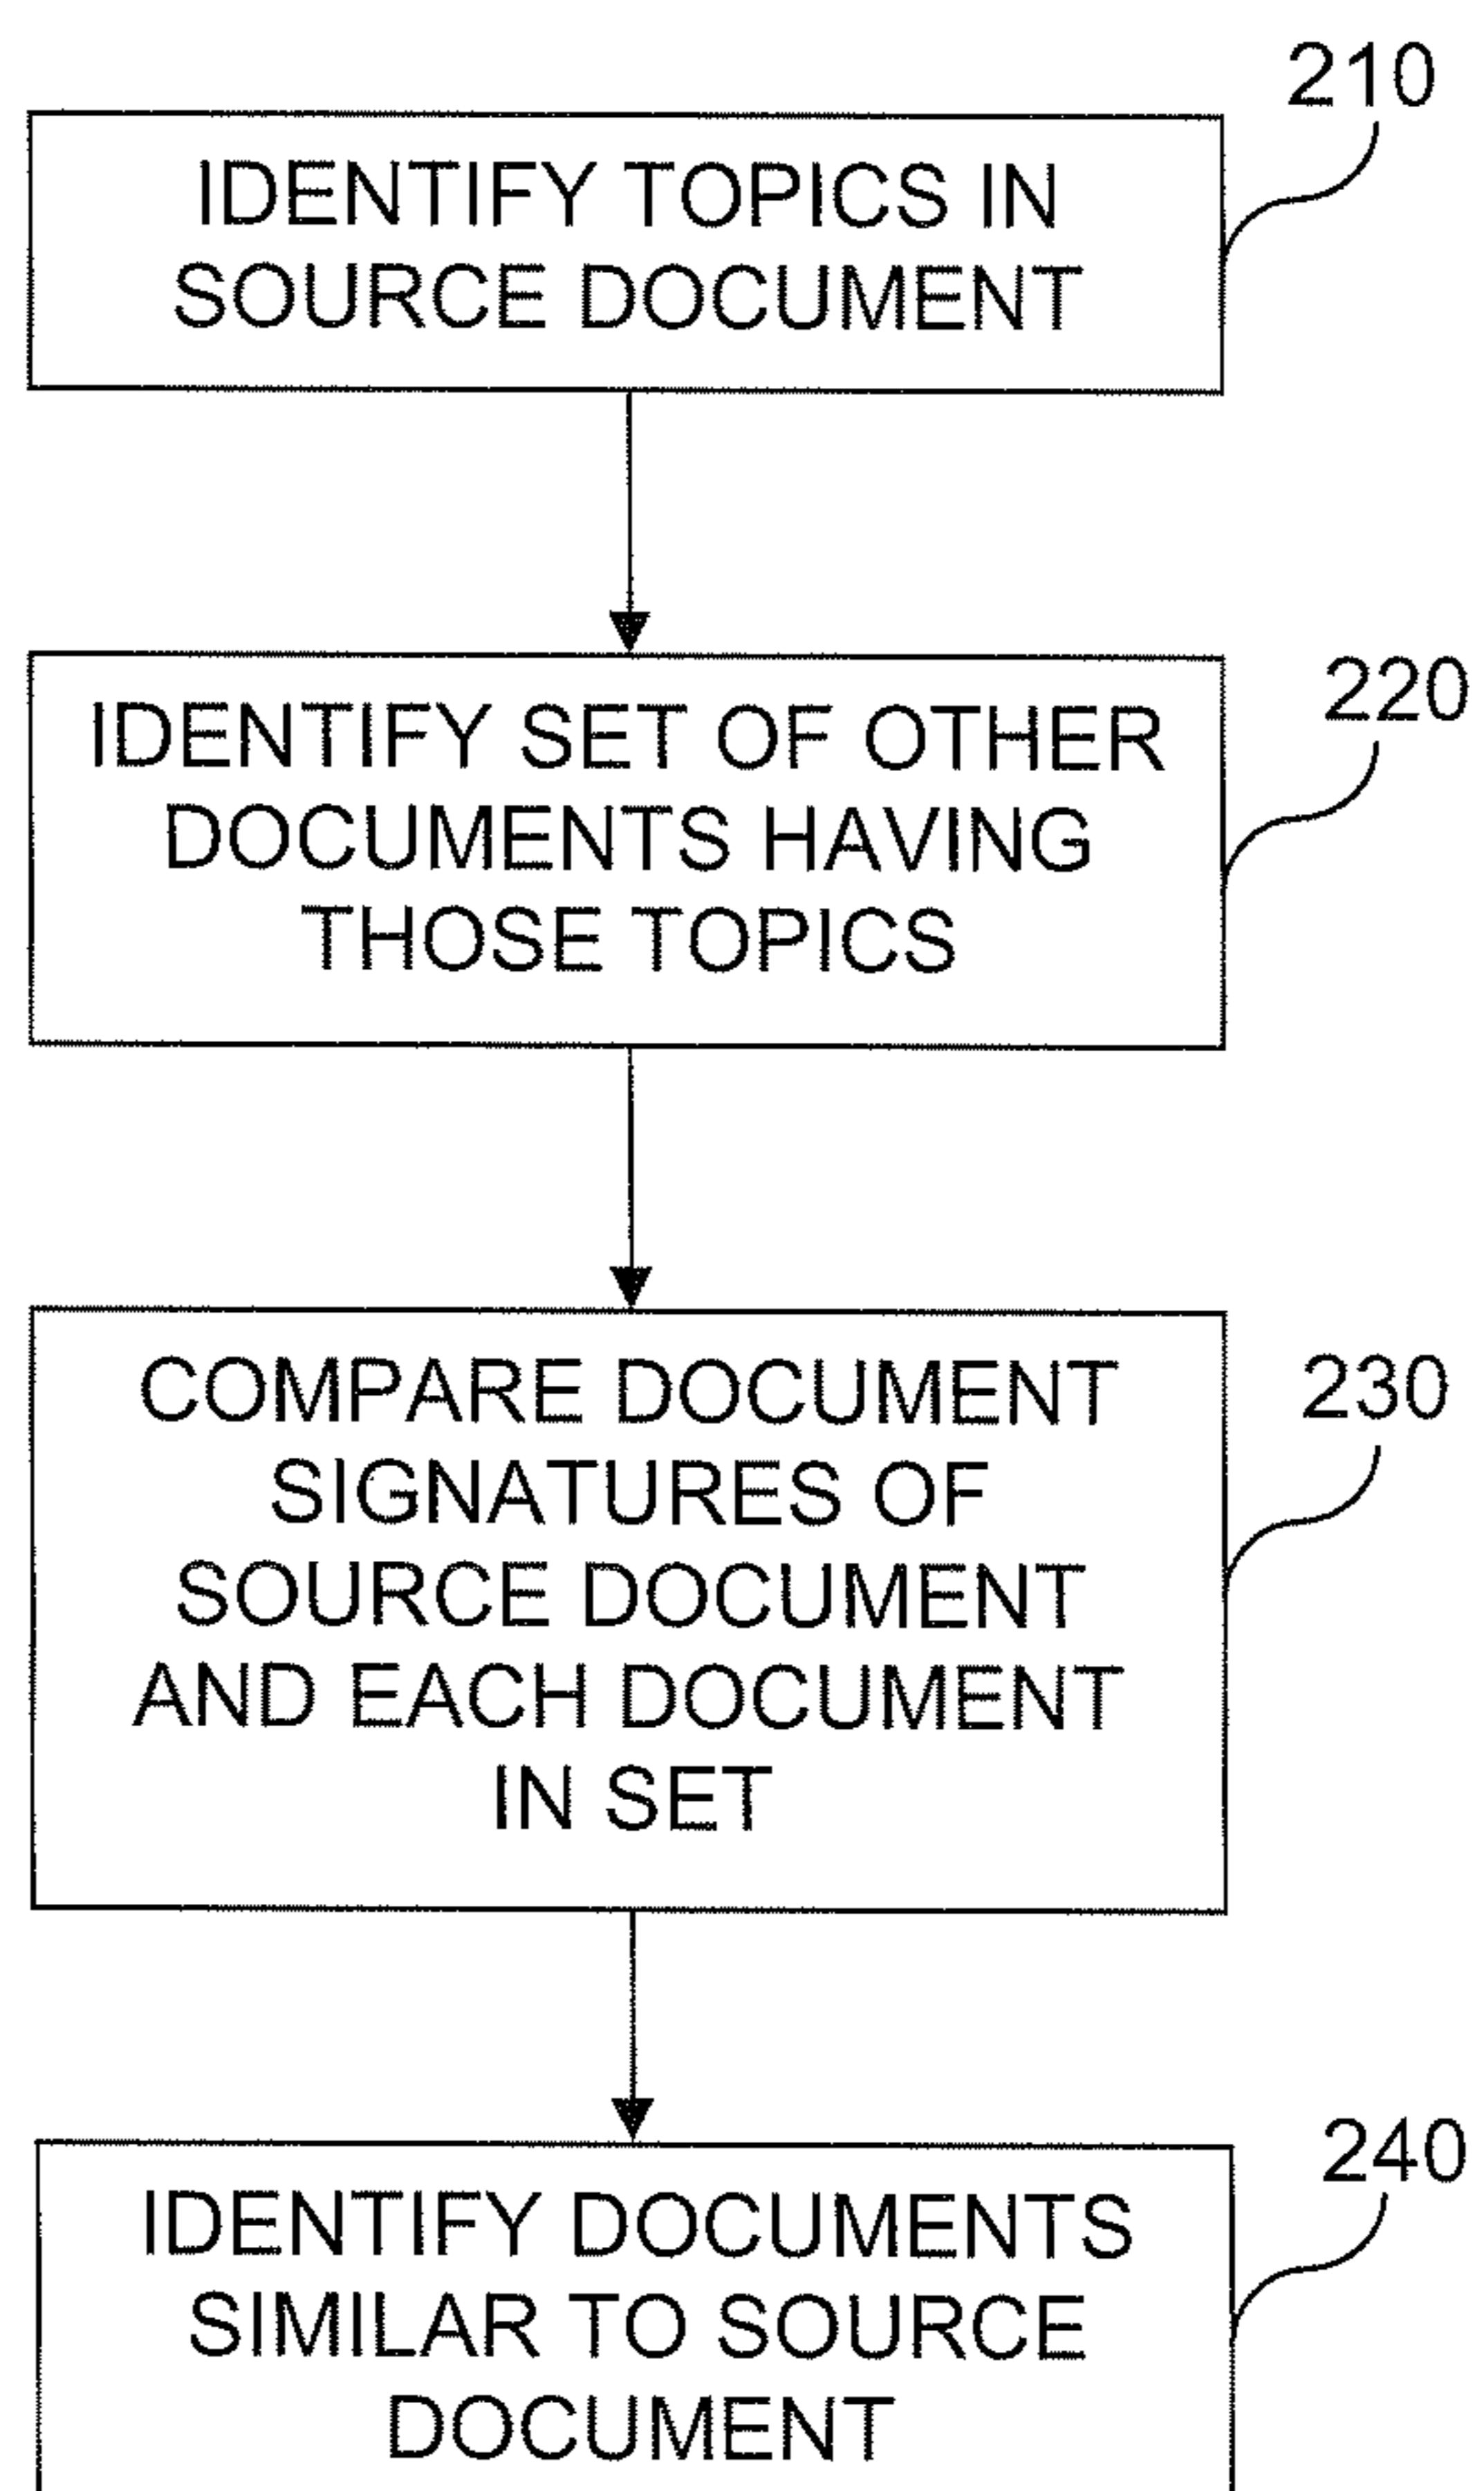 210
IDENTIFY TOPICS IN
SOURCE DOCUMENT
220
IDENTIFY SET OF OTHER
DOCUMENTS HAVING
THOSE TOPICS
230
COMPARE DOCUMENT
SIGNATURES OF
SOURCE DOCUMENT
AND EACH DOCUMENT
IN SET
240
IDENTIFY DOCUMENTS
SIMILAR TO SOURCE
DOCUMENT